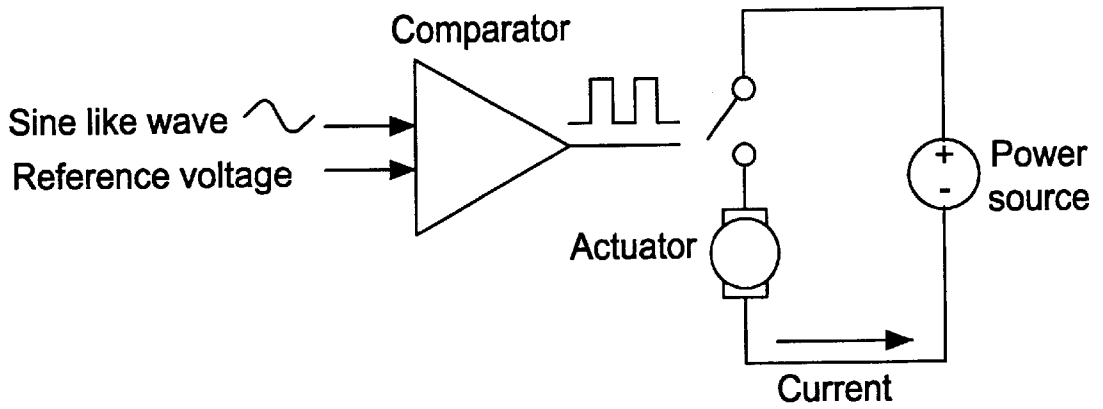 Comparator
Sine like wave
Reference voltage
+
-
Power
source
Actuator
Current